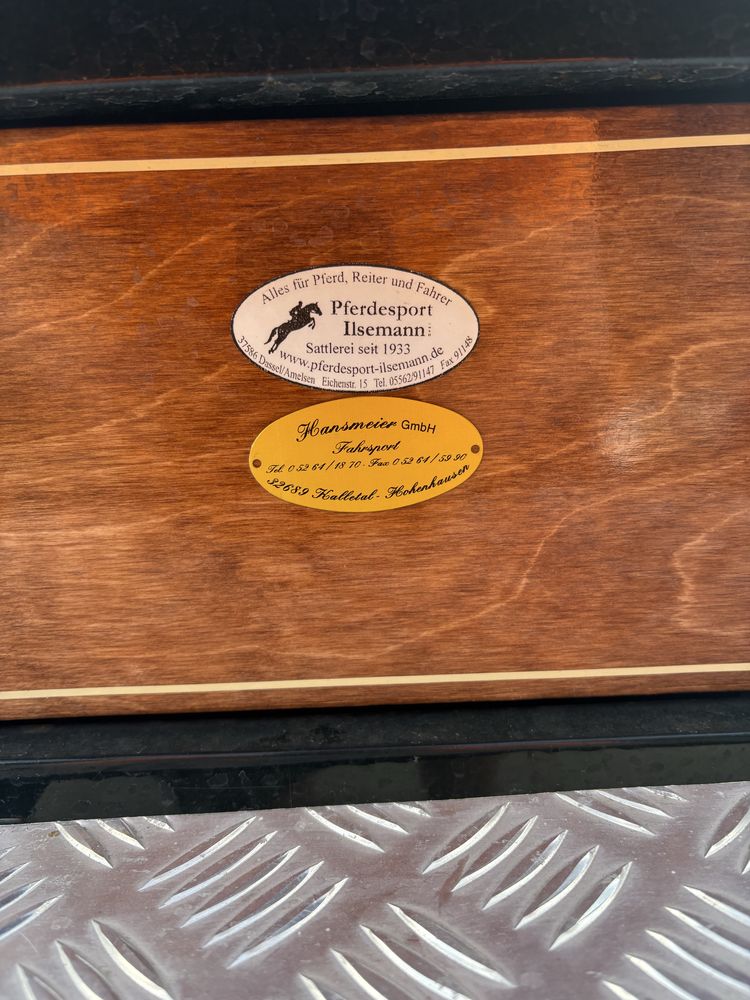 Alles für Pferd, Reiter und Fahrer
Pferdesport
Ilsemann
Sattlerei seit 1933
www.pferdesport-ilsemann.de
37586 Dassel/Amelsen Eichenstr. 15 Tel. 05562/91147 Fax 91148
Hansmeier GmbH
Fahrsport
Tel. 0 52 64 / 18 70 - Fax 0 52 64 / 59 90
32689 Kalletal - Hohenhausen